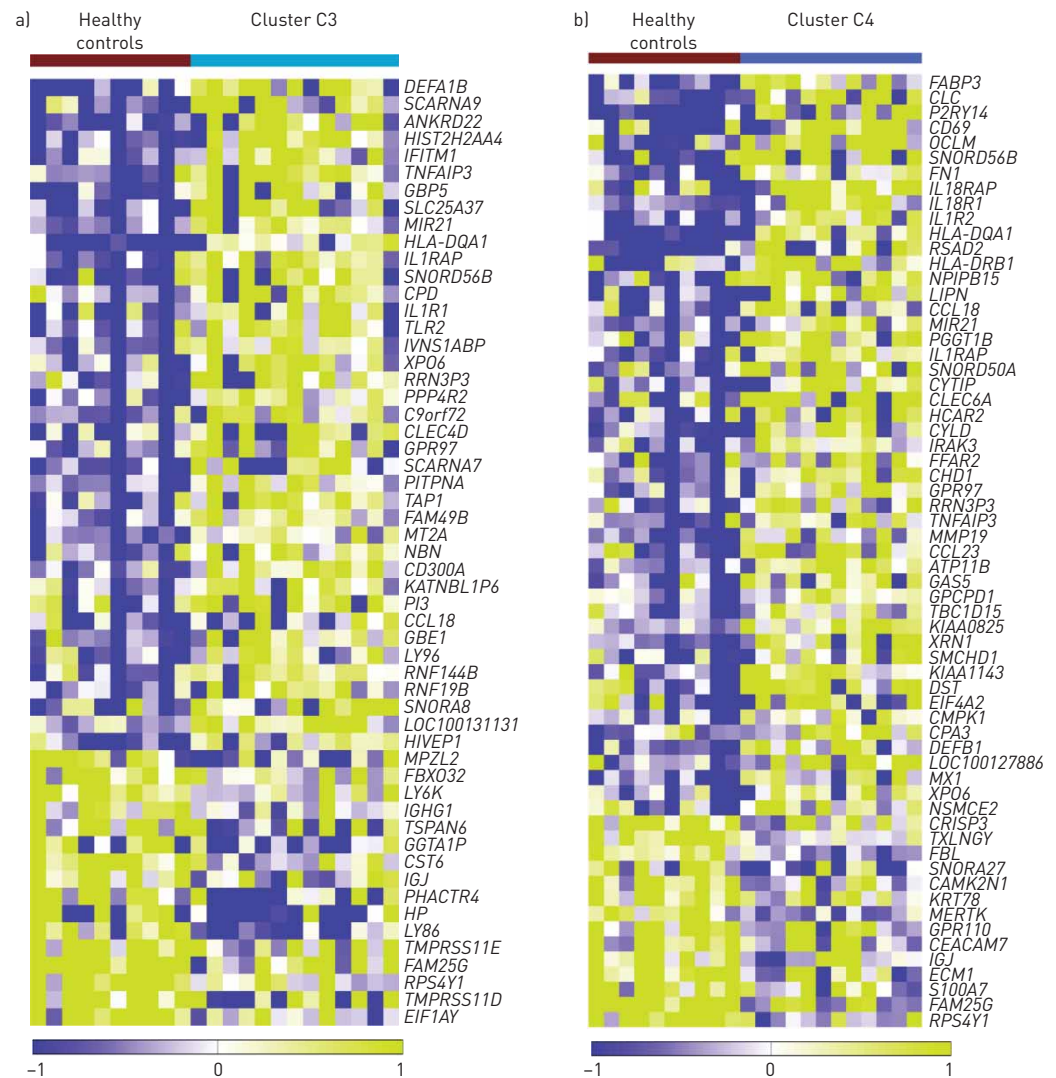 a)
Healthy
controls
Cluster C3
DEFA1B
SCARNA9
ANKRD22
HIST2H2AA4
IFITM1
TNFAIP3
GBP5
SLC25A37
MIR21
HLA-DQA1
IL1RAP
SNORD56B
CPD
IL1R1
TLR2
IVNS1ABP
XPO6
RRN3P3
PPP4R2
C9orf72
CLEC4D
GPR97
SCARNA7
PITPNA
TAP1
FAM49B
MT2A
NBN
CD300A
KATNBL1P6
PI3
CCL18
GBE1
LY96
RNF144B
RNF19B
SNORA8
LOC100131131
HIVEP1
MPZL2
FBXO32
LY6K
IGHG1
TSPAN6
GGTA1P
CST6
IGJ
PHACTR4
HP
LY86
TMPRSS11E
FAM25G
RPS4Y1
TMPRSS11D
EIF1AY
−1 0 1
b)
Healthy
controls
Cluster C4
FABP3
CLC
P2RY14
CD69
OCLM
SNORD56B
FN1
IL18RAP
IL18R1
IL1R2
HLA-DQA1
RSAD2
HLA-DRB1
NPIPB15
LIPN
CCL18
MIR21
PGGT1B
IL1RAP
SNORD50A
CYTIP
CLEC6A
HCAR2
CYLD
IRAK3
FFAR2
CHD1
GPR97
RRN3P3
TNFAIP3
MMP19
CCL23
ATP11B
GAS5
GPCPD1
TBC1D15
KIAA0825
XRN1
SMCHD1
KIAA1143
DST
EIF4A2
CMPK1
CPA3
DEFB1
LOC100127886
MX1
XPO6
NSMCE2
CRISP3
TXLNGY
FBL
SNORA27
CAMK2N1
KRT78
MERTK
GPR110
CEACAM7
IGJ
ECM1
S100A7
FAM25G
RPS4Y1
−1 0 1